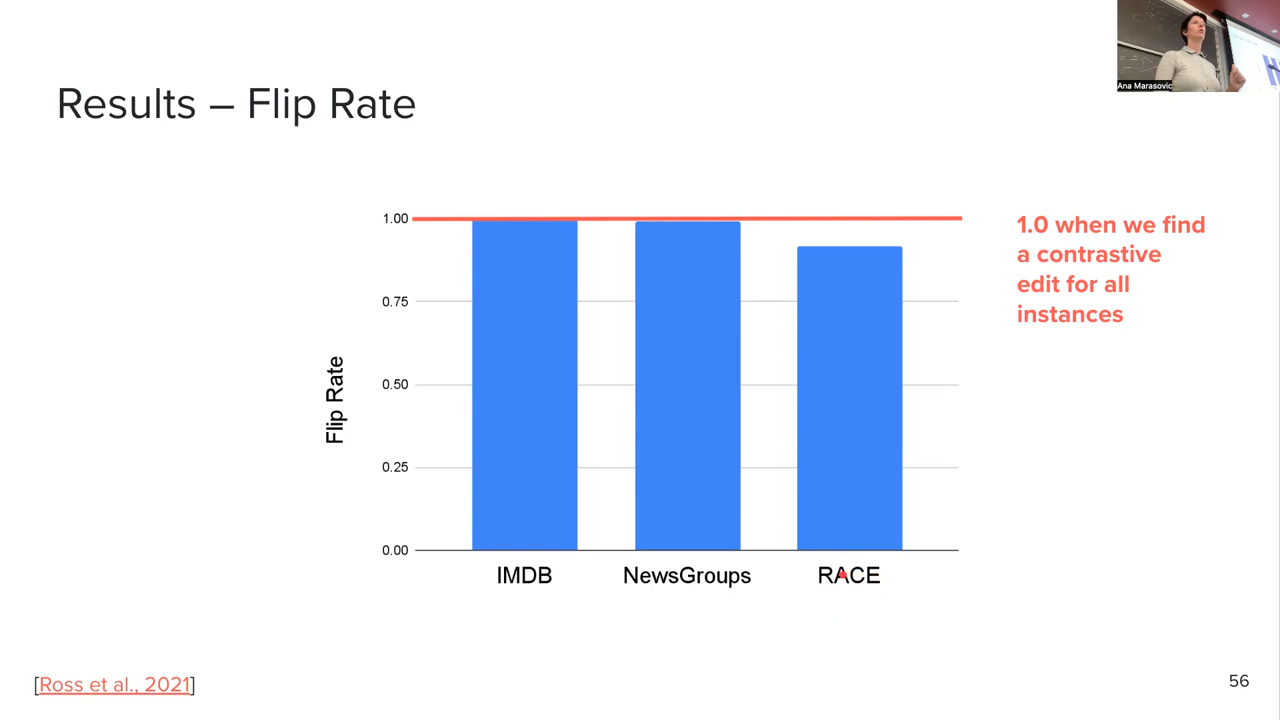 Ana Marasovic
Results – Flip Rate
1.00
0.75
0.50
0.25
0.00
Flip Rate
IMDB
NewsGroups
RACE
1.0 when we find
a contrastive
edit for all
instances
[Ross et al., 2021]
56